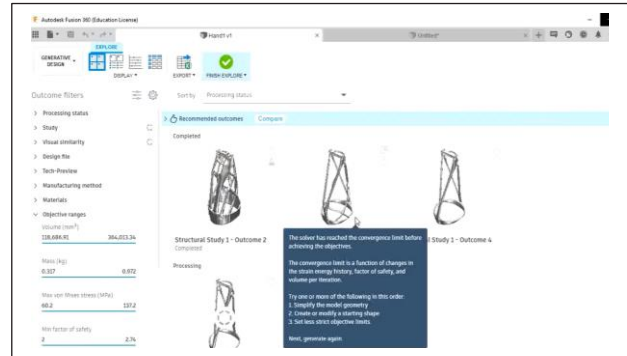 Autodesk Fusion 360 (Education License)
Hand1 v1
Untitled*
EXPLORE
GENERATIVE DESIGN
DISPLAY
EXPORT
FINISH EXPLORE
Outcome filters
Sort by Processing status
Processing status
Recommended outcomes Compare
Study
Completed
Visual similarity
Design file
Tech-Preview
Manufacturing method
Materials
Objective ranges
Volume (mm³)
118,686.91 364,013.34
Structural Study 1 - Outcome 2
Completed
l Study 1 - Outcome 4
The solver has reached the convergence limit before
achieving the objectives.
The convergence limit is a function of changes in
the strain energy history, factor of safety, and
volume per iteration.
Try one or more of the following in this order:
1. Simplify the model geometry
2. Create or modify a starting shape
3. Set less strict objective limits
Next, generate again
Mass (kg)
0.317 0.972
Processing
Max von Mises stress (MPa)
60.2 137.2
Min factor of safety
2 2.74